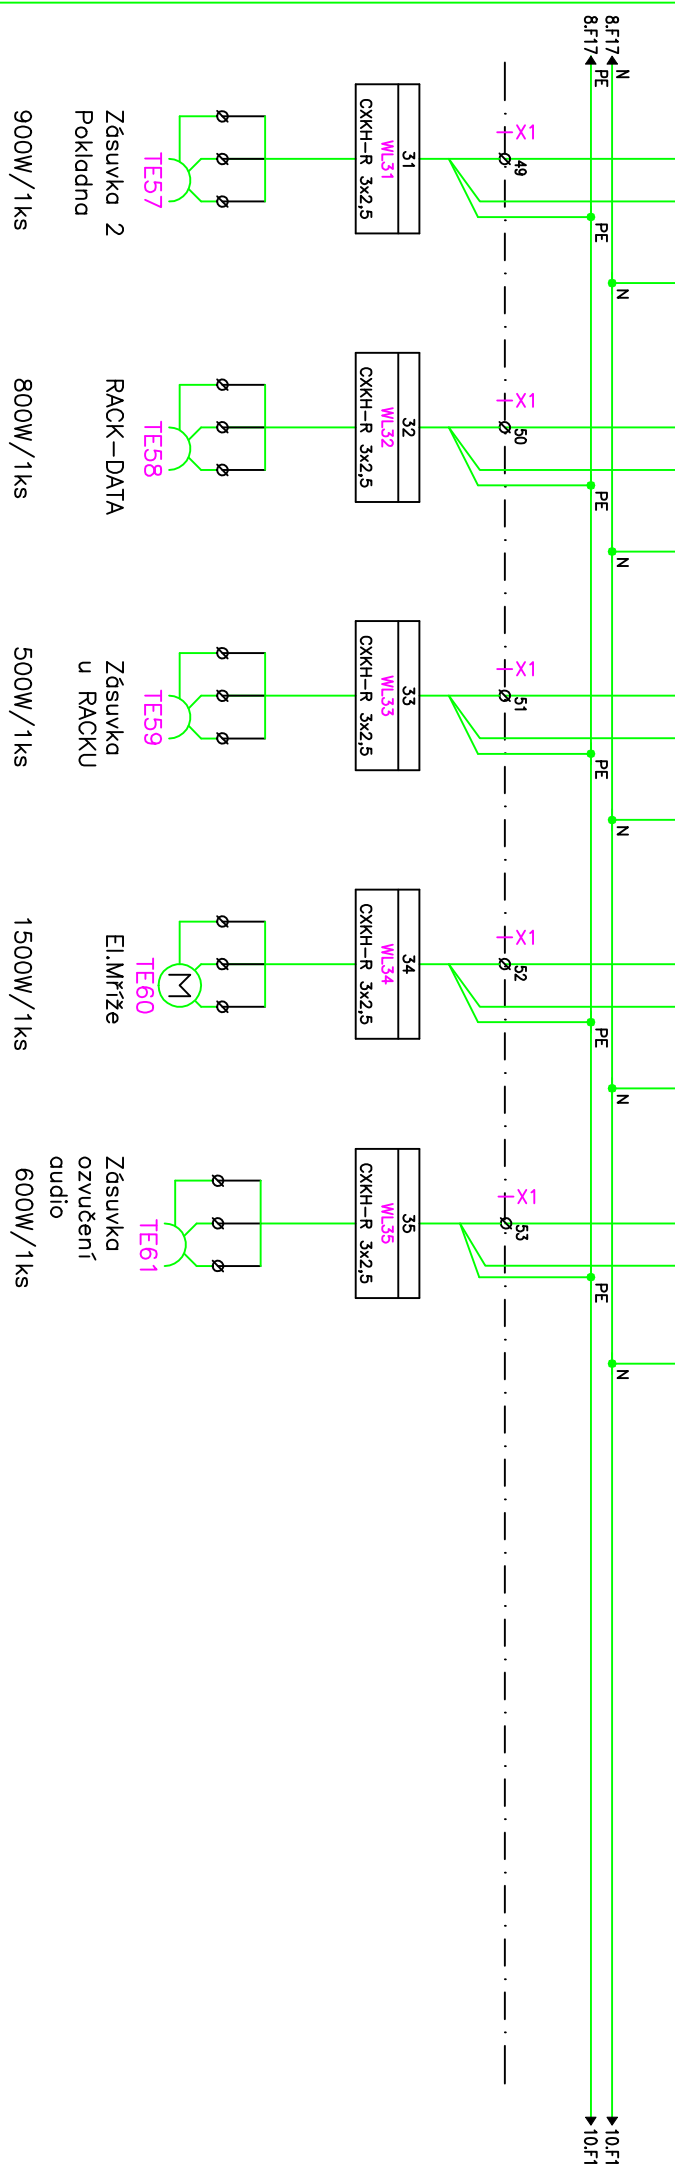 8.F17
N
10.F1
8.F17
PE
10.F1
PE
N
PE
N
PE
N
PE
N
PE
N
X1
49
X1
50
X1
51
X1
52
X1
53
31
WL31
CXKH-R 3x2,5
32
WL32
CXKH-R 3x2,5
33
WL33
CXKH-R 3x2,5
34
WL34
CXKH-R 3x2,5
35
WL35
CXKH-R 3x2,5
M
TE57
TE58
TE59
TE60
TE61
Zásuvka 2
Pokladna
900W/1ks
RACK-DATA
800W/1ks
Zásuvka
u RACKU
500W/1ks
El.Mříže
1500W/1ks
Zásuvka
ozvučení
audio
600W/1ks